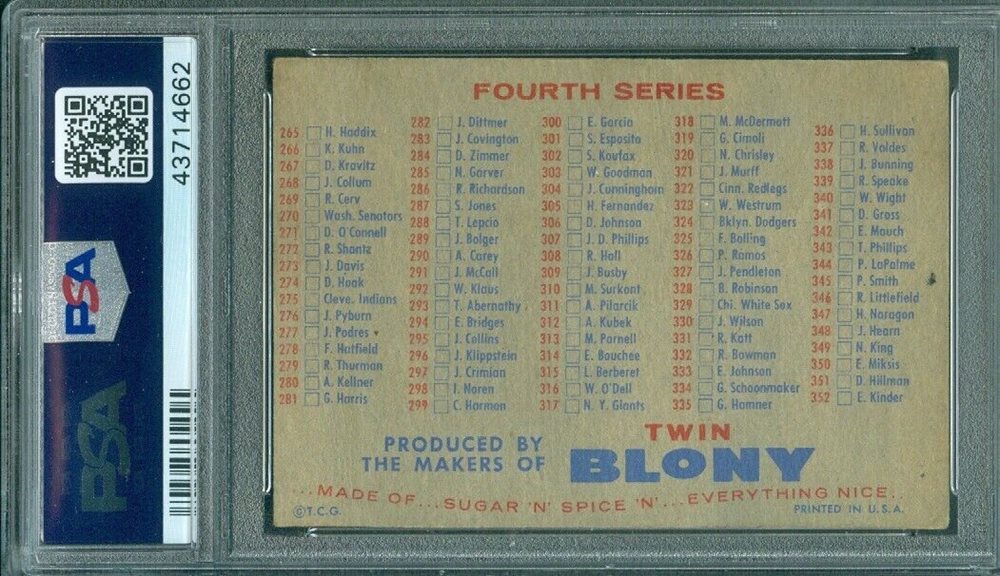 PSA
43714662
PSA
FOURTH SERIES
265 H. Haddix
266 K. Kuhn
267 D. Kravitz
268 J. Collum
269 R. Cerv
270 Wash. Senators
271 D. O'Connell
272 R. Shantz
273 J. Davis
274 D. Hoak
275 Cleve. Indians
276 J. Pyburn
277 J. Podres
278 F. Hatfield
279 R. Thurman
280 A. Kellner
281 G. Harris
282 J. Dittmer
283 J. Covington
284 D. Zimmer
285 N. Garver
286 R. Richardson
287 S. Jones
288 T. Lepcio
289 J. Bolger
290 A. Carey
291 J. McCall
292 W. Klaus
293 T. Abernathy
294 E. Bridges
295 J. Collins
296 J. Klippstein
297 J. Crimian
298 I. Noren
299 C. Harmon
300 E. Garcia
301 S. Esposito
302 S. Koufax
303 W. Goodman
304 J. Cunningham
305 H. Fernandez
306 D. Johnson
307 J. D. Phillips
308 R. Hall
309 J. Busby
310 M. Surkont
311 A. Pilarcik
312 A. Kubek
313 M. Parnell
314 E. Bouchee
315 L. Berberet
316 W. O'Dell
317 N. Y. Giants
318 M. McDermott
319 G. Cimoli
320 N. Chrisley
321 J. Murff
322 Cinn. Redlegs
323 W. Westrum
324 Bklyn. Dodgers
325 F. Bolling
326 P. Ramos
327 J. Pendleton
328 B. Robinson
329 Chi. White Sox
330 J. Wilson
331 R. Katt
332 R. Bowman
333 E. Johnson
334 G. Schoonmaker
335 G. Hamner
336 H. Sullivan
337 R. Valdes
338 J. Bunning
339 R. Speake
340 W. Wight
341 D. Gross
342 E. Mauch
343 T. Phillips
344 P. LaPalme
345 P. Smith
346 R. Littlefield
347 H. Naragon
348 J. Hearn
349 N. King
350 E. Miksis
351 D. Hillman
352 E. Kinder
PRODUCED BY
THE MAKERS OF
TWIN
BLONY
...MADE OF...SUGAR 'N' SPICE 'N'...EVERYTHING NICE..
©T.C.G.
PRINTED IN U.S.A.